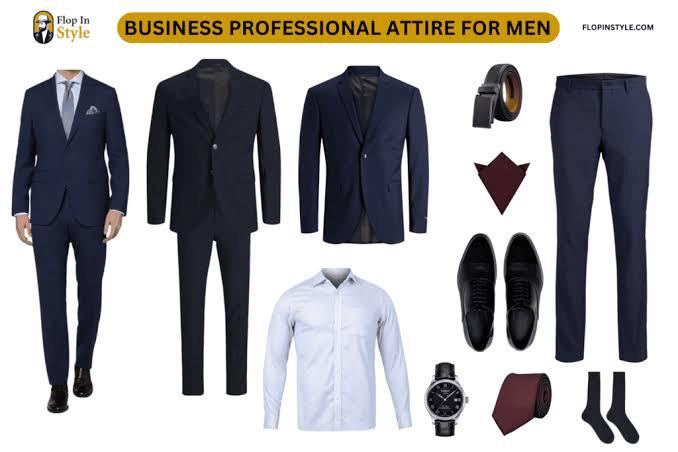 Flop In
Style
BUSINESS PROFESSIONAL ATTIRE FOR MEN
FLOPINSTYLE.COM